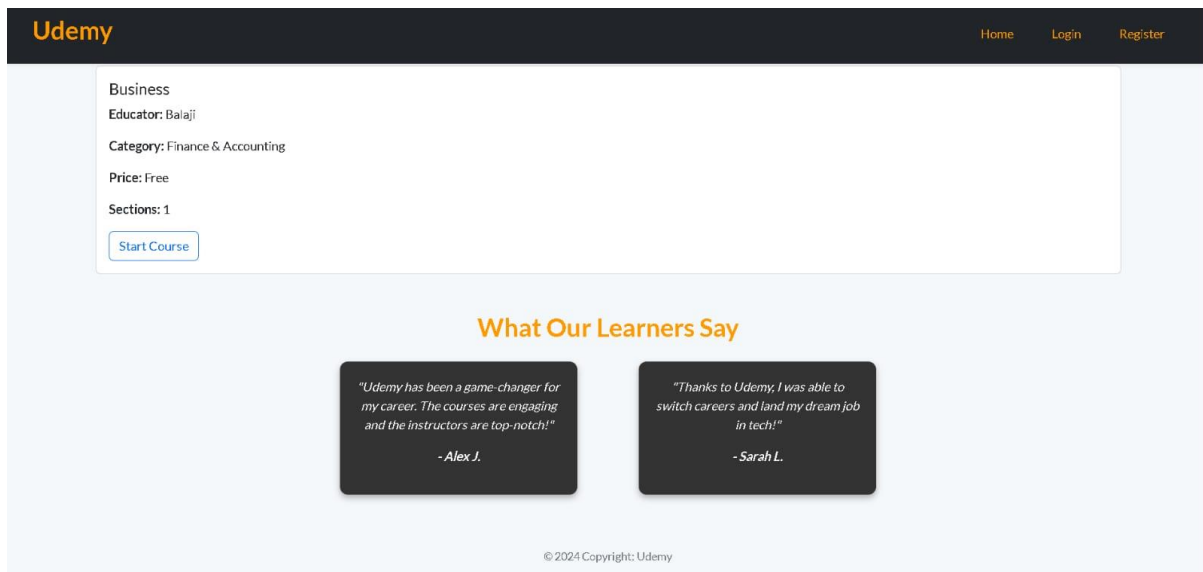 Udemy
Home Login Register
Business
Educator: Balaji
Category: Finance & Accounting
Price: Free
Sections: 1
Start Course
What Our Learners Say
"Udemy has been a game-changer for
my career. The courses are engaging
and the instructors are top-notch!"
- Alex J.
"Thanks to Udemy, I was able to
switch careers and land my dream job
in tech!"
- Sarah L.
© 2024 Copyright: Udemy